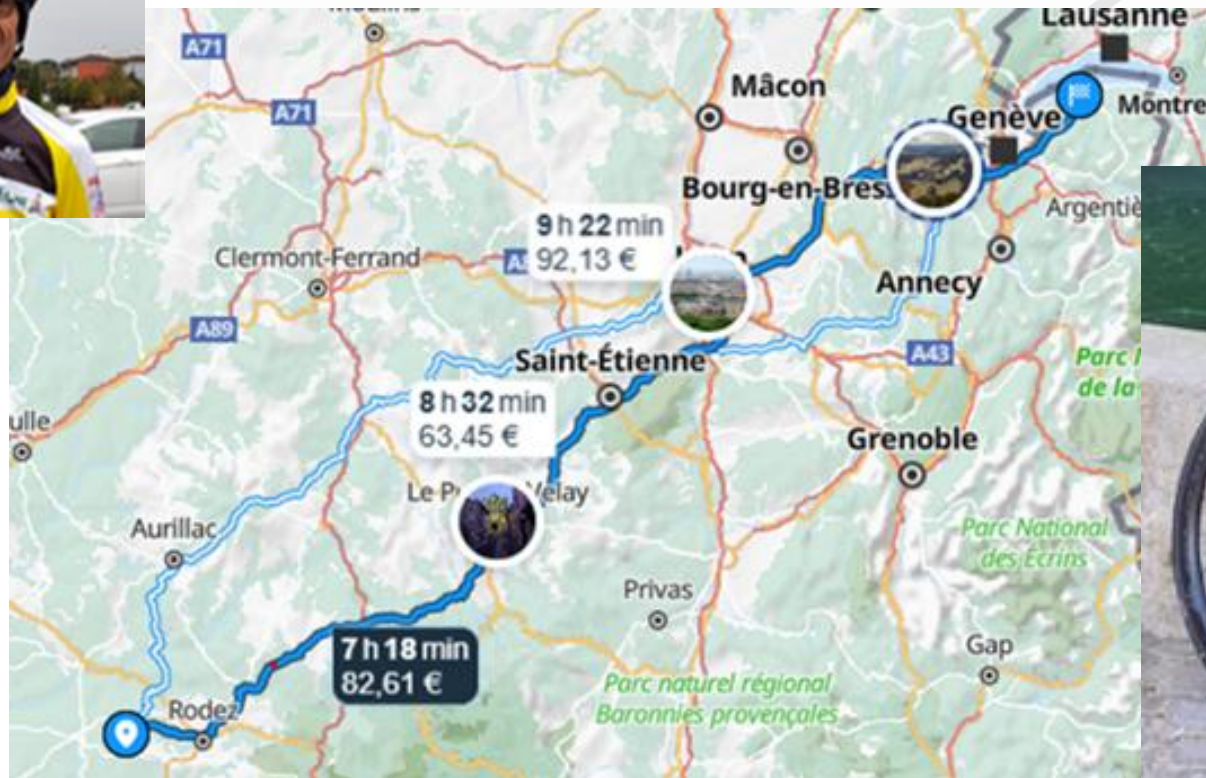 Lausanne
A71
Mâcon
A71
Genève
Montre
Bourg-en-Bress
Argentiè
9 h 22 min
92,13 €
Clermont-Ferrand
Annecy
A89
Saint-Étienne
A43
Parc
de la
8 h 32 min
63,45 €
ulle
Grenoble
Le P Velay
Aurillac
Parc National
des Écrins
Privas
7 h 18 min
82,61 €
Gap
Parc naturel régional
Baronnies provençales
Rodez